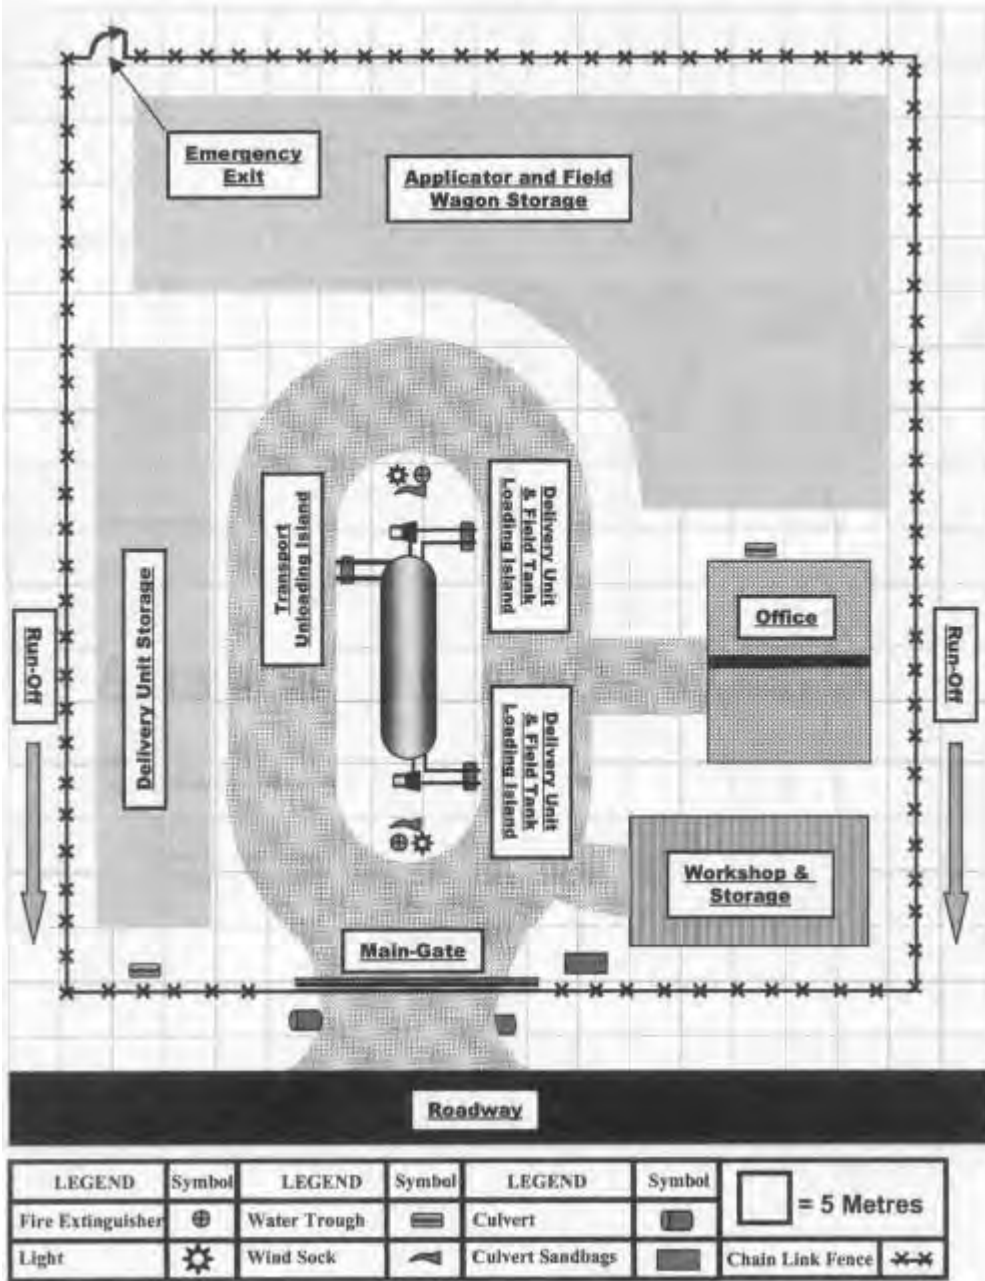 Emergency
Exit
Applicator and Field
Wagon Storage
Transport
Unloading Island
Delivery Unit
& Field Tank
Loading Island
Delivery Unit Storage
Office
Run-Off
Run-Off
Delivery Unit
& Field Tank
Loading Island
Workshop &
Storage
Main-Gate
Roadway
LEGEND Symbol LEGEND Symbol LEGEND Symbol
= 5 Metres
Fire Extinguisher Water Trough Culvert
Light Wind Sock Culvert Sandbags Chain Link Fence